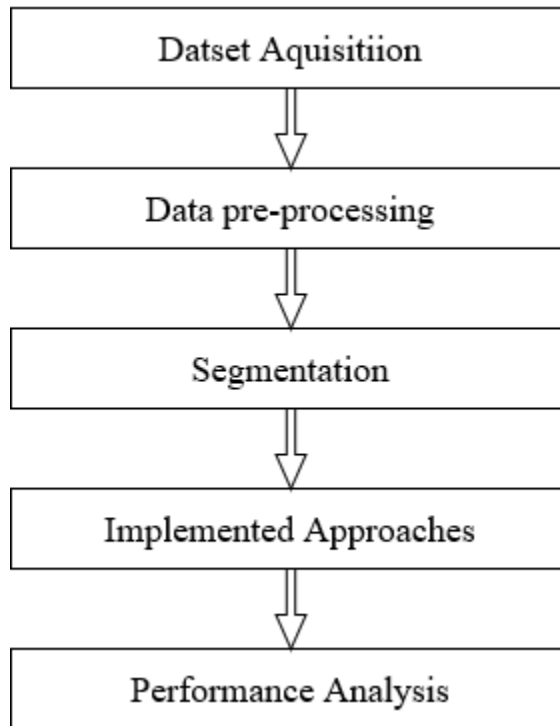 Datset Aquisitiion
Data pre-processing
Segmentation
Implemented Approaches
Performance Analysis